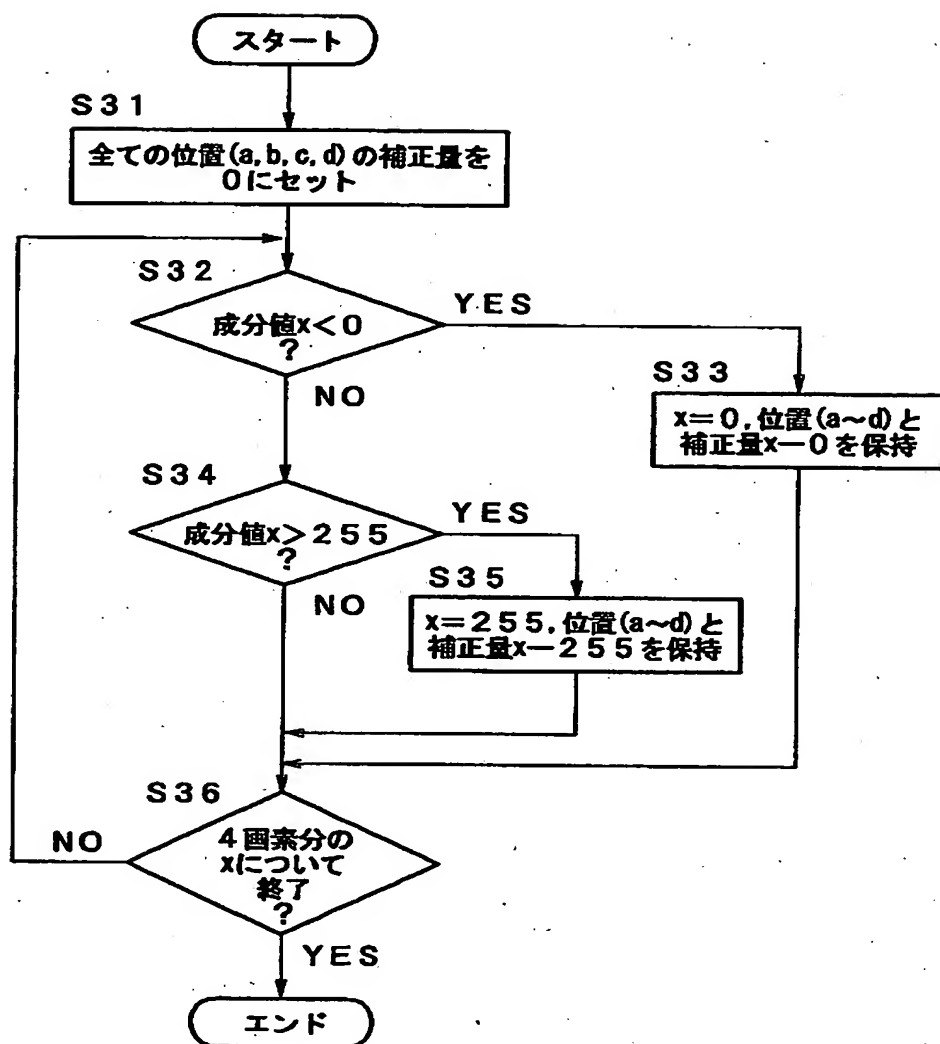 スタート
S31
全ての位置(a,b,c,d)の補正量を
0にセット
S32
成分値x<0
?
YES
NO
S33
x=0,位置(a~d)と
補正量x-0を保持
S34
成分値x>255
?
YES
NO
S35
x=255,位置(a~d)と
補正量x-255を保持
S36
4画素分の
xについて
終了
?
NO
YES
エンド